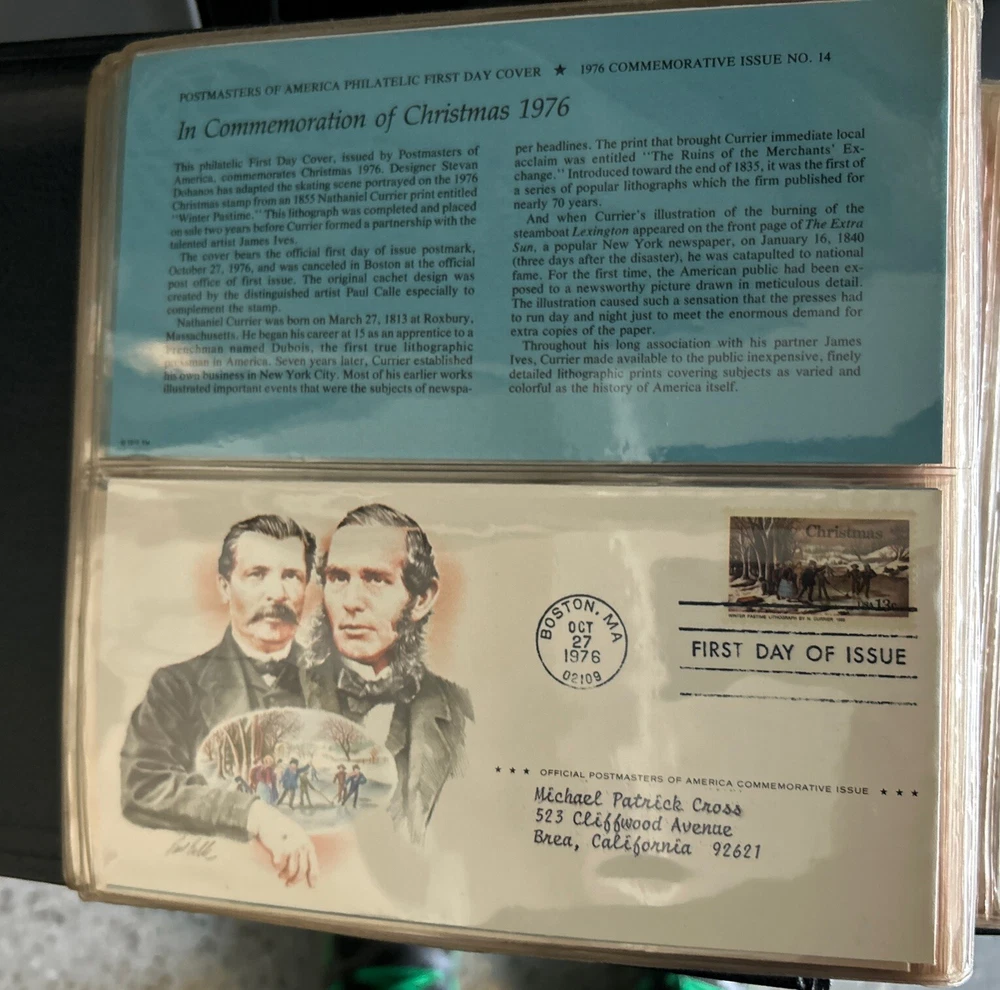 POSTMASTERS OF AMERICA PHILATELIC FIRST DAY COVER ★ 1976 COMMEMORATIVE ISSUE NO. 14
In Commemoration of Christmas 1976
This philatelic First Day Cover, issued by Postmasters of
America, commemorates Christmas 1976. Designer Stevan
Dohanos has adapted the skating scene portrayed on the 1976
Christmas stamp from an 1855 Nathaniel Currier print entitled
"Winter Pastime." This lithograph was completed and placed
on sale two years before Currier formed a partnership with the
talented artist James Ives.
The cover bears the official first day of issue postmark,
October 27, 1976, and was canceled in Boston at the official
post office of first issue. The original cachet design was
created by the distinguished artist Paul Calle especially to
complement the stamp.
Nathaniel Currier was born on March 27, 1813 at Roxbury,
Massachusetts. He began his career at 15 as an apprentice to a
Frenchman named Dubois, the first true lithographic
pressman in America. Seven years later, Currier established
his own business in New York City. Most of his earlier works
illustrated important events that were the subjects of newspa-
per headlines. The print that brought Currier immediate local
acclaim was entitled "The Ruins of the Merchants' Ex-
change." Introduced toward the end of 1835, it was the first of
a series of popular lithographs which the firm published for
nearly 70 years.
And when Currier's illustration of the burning of the
steamboat Lexington appeared on the front page of The Extra
Sun, a popular New York newspaper, on January 16, 1840
(three days after the disaster), he was catapulted to national
fame. For the first time, the American public had been ex-
posed to a newsworthy picture drawn in meticulous detail.
The illustration caused such a sensation that the presses had
to run day and night just to meet the enormous demand for
extra copies of the paper.
Throughout his long association with his partner James
Ives, Currier made available to the public inexpensive, finely
detailed lithographic prints covering subjects as varied and
colorful as the history of America itself.
Christmas
13c
WINTER PASTIME LITHOGRAPH BY N. CURRIER
BOSTON, MA
OCT
27
1976
02109
FIRST DAY OF ISSUE
★ ★ ★ OFFICIAL POSTMASTERS OF AMERICA COMMEMORATIVE ISSUE ★ ★ ★
Michael Patrick Cross
523 Cliffwood Avenue
Brea, California 92621